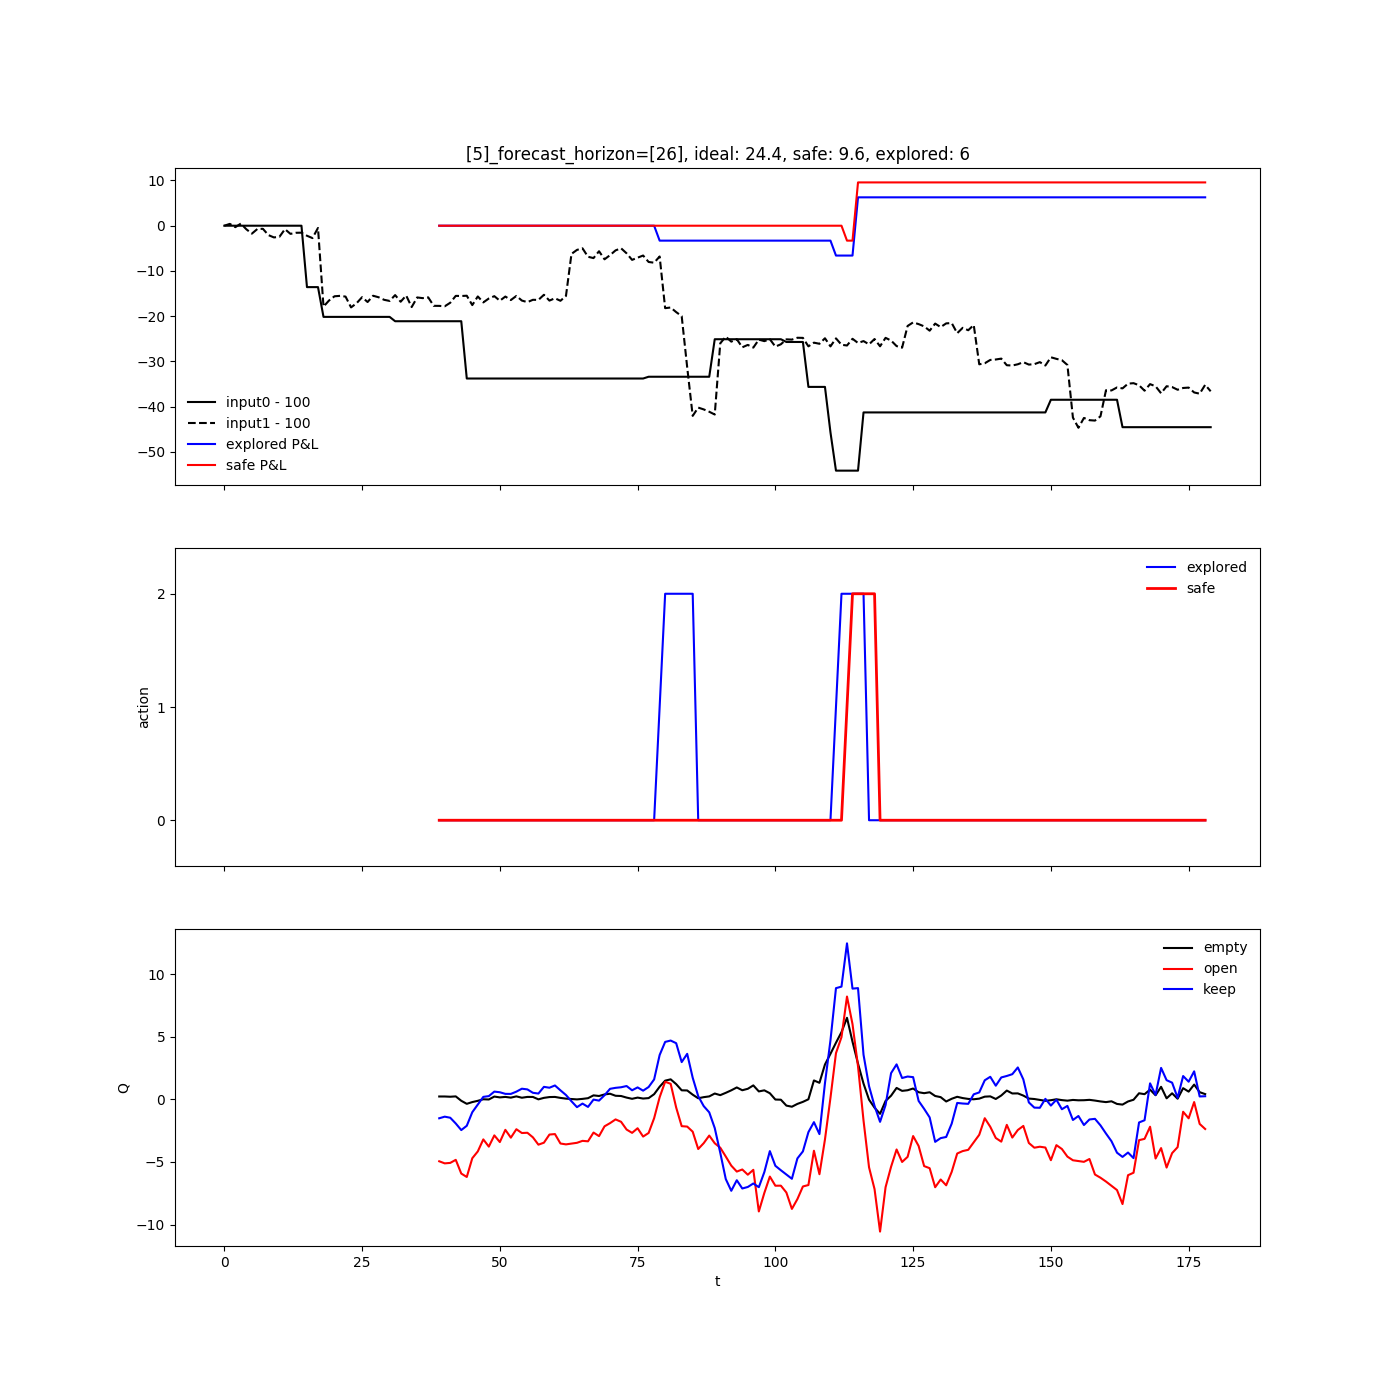 [5]_forecast_horizon=[26], ideal: 24.4, safe: 9.6, explored: 6
10
0
−10
−20
−30
−40
−50
input0 - 100
input1 - 100
explored P&L
safe P&L
2
1
0
action
explored
safe
10
5
0
−5
−10
Q
empty
open
keep
0 25 50 75 100 125 150 175
t